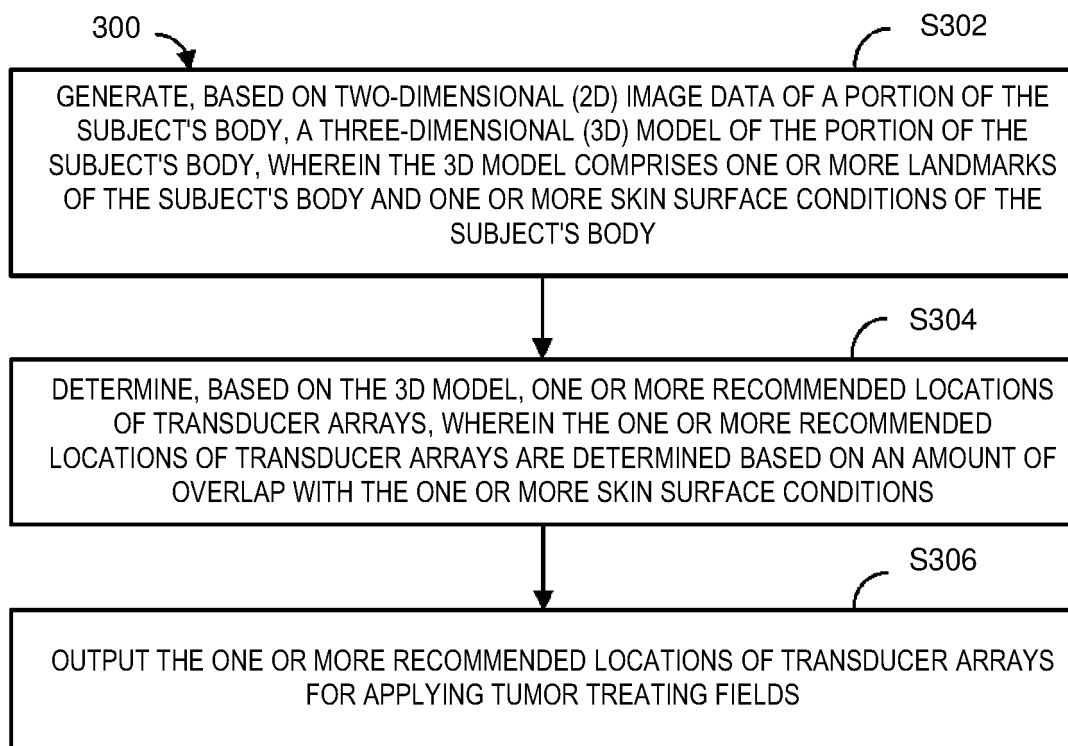 300
S302
GENERATE, BASED ON TWO-DIMENSIONAL (2D) IMAGE DATA OF A PORTION OF THE
SUBJECT'S BODY, A THREE-DIMENSIONAL (3D) MODEL OF THE PORTION OF THE
SUBJECT'S BODY, WHEREIN THE 3D MODEL COMPRISES ONE OR MORE LANDMARKS
OF THE SUBJECT'S BODY AND ONE OR MORE SKIN SURFACE CONDITIONS OF THE
SUBJECT'S BODY
S304
DETERMINE, BASED ON THE 3D MODEL, ONE OR MORE RECOMMENDED LOCATIONS
OF TRANSDUCER ARRAYS, WHEREIN THE ONE OR MORE RECOMMENDED
LOCATIONS OF TRANSDUCER ARRAYS ARE DETERMINED BASED ON AN AMOUNT OF
OVERLAP WITH THE ONE OR MORE SKIN SURFACE CONDITIONS
S306
OUTPUT THE ONE OR MORE RECOMMENDED LOCATIONS OF TRANSDUCER ARRAYS
FOR APPLYING TUMOR TREATING FIELDS